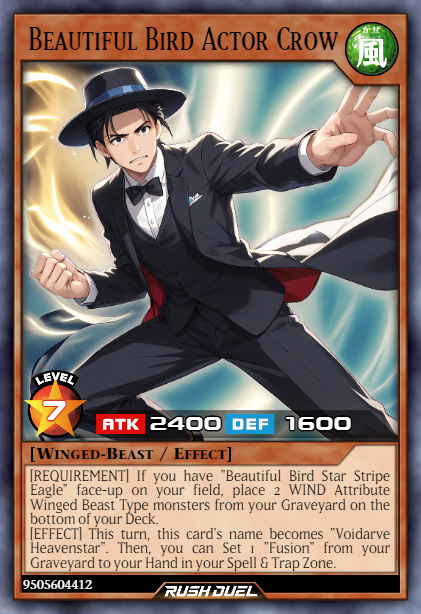 Beautiful Bird Actor Crow
かぜ
風
LEVEL
7
ATK 2400 DEF 1600
[Winged-Beast / Effect]
[REQUIREMENT] If you have "Beautiful Bird Star Stripe
Eagle" face-up on your field, place 2 WIND Attribute
Winged Beast Type monsters from your Graveyard on the
bottom of your Deck.
[EFFECT] This turn, this card's name becomes "Voidarve
Heavenstar". Then, you can Set 1 "Fusion" from your
Graveyard to your Hand in your Spell & Trap Zone.
9505604412
RUSH DUEL